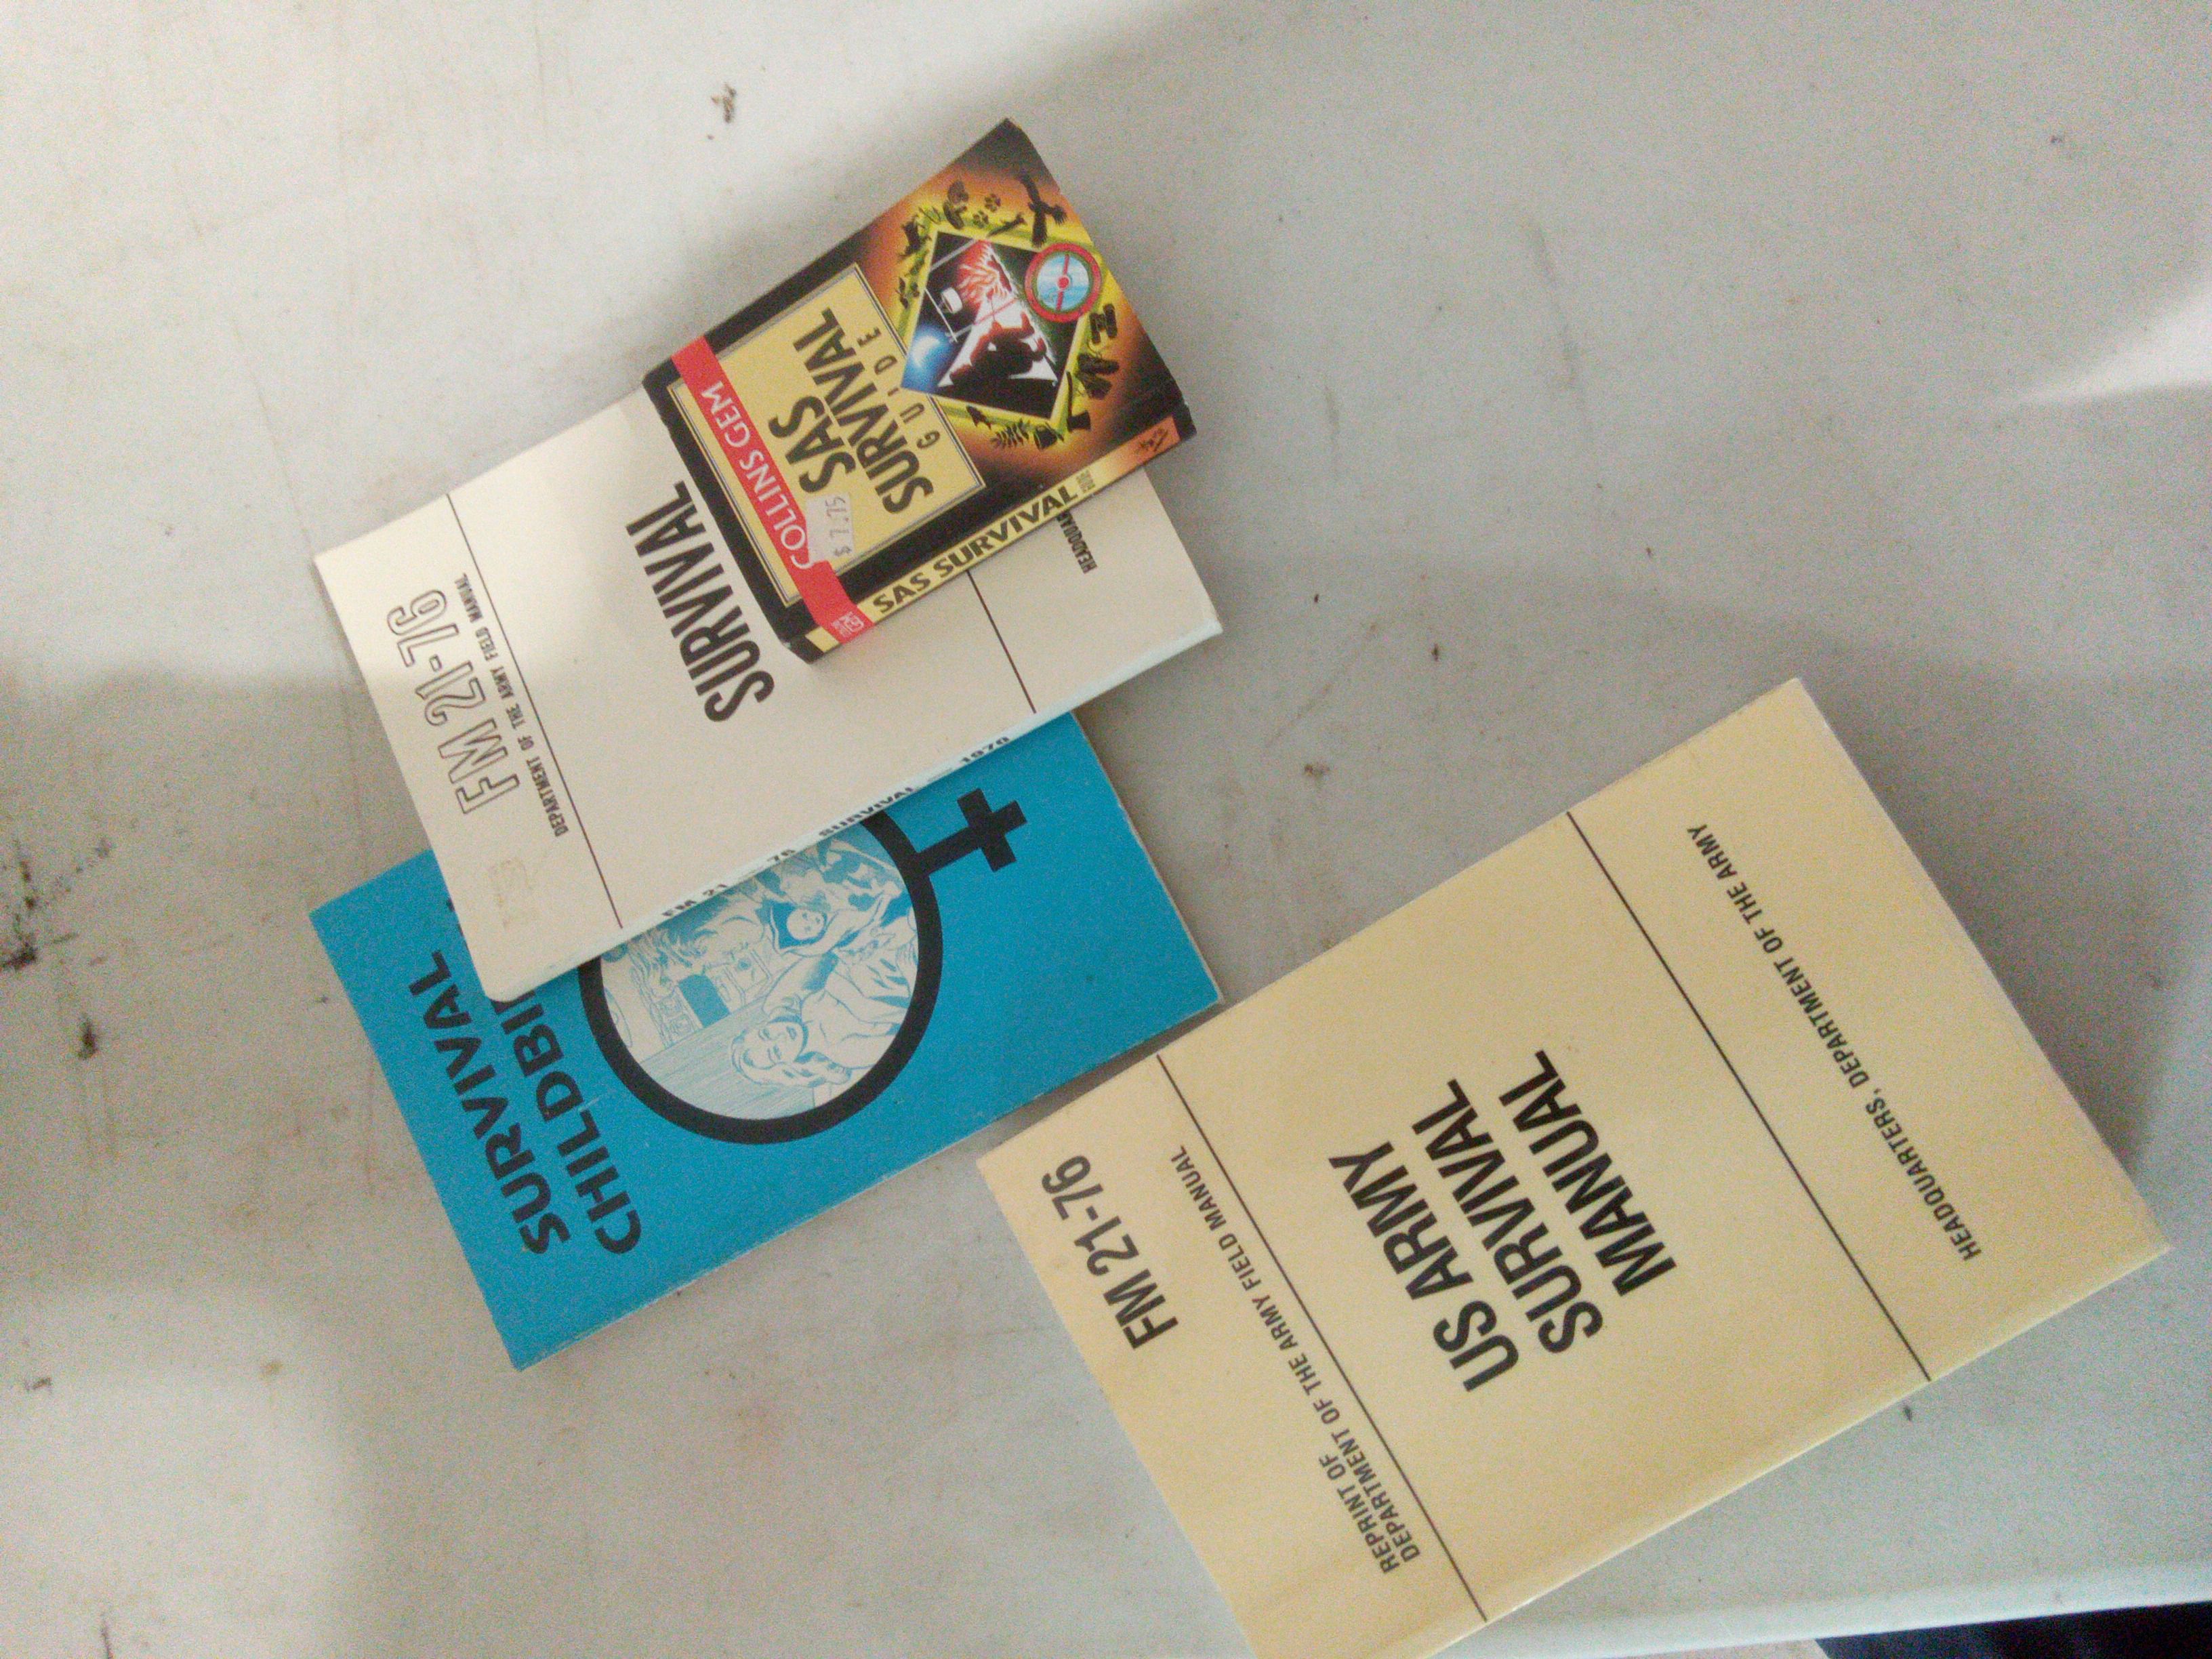 COLLINS GEM
SAS
SURVIVAL
GUIDE
$ 7.75
SAS SURVIVAL
GUIDE
FM 21-76
DEPARTMENT OF THE ARMY FIELD MANUAL
SURVIVAL
FM 21 76 SURVIVAL 1970
SURVIVAL
FM 21-76
REPRINT OF
DEPARTMENT OF THE ARMY FIELD MANUAL
US ARMY
SURVIVAL
MANUAL
HEADQUARTERS, DEPARTMENT OF THE ARMY